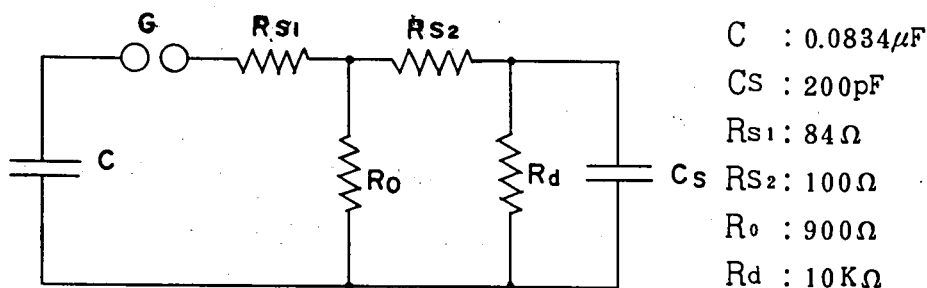 G
Rs1
Rs2
C
R0
Rd
Cs
C : 0.0834μF
Cs : 200pF
Rs1 : 84Ω
Rs2 : 100Ω
R0 : 900Ω
Rd : 10KΩ